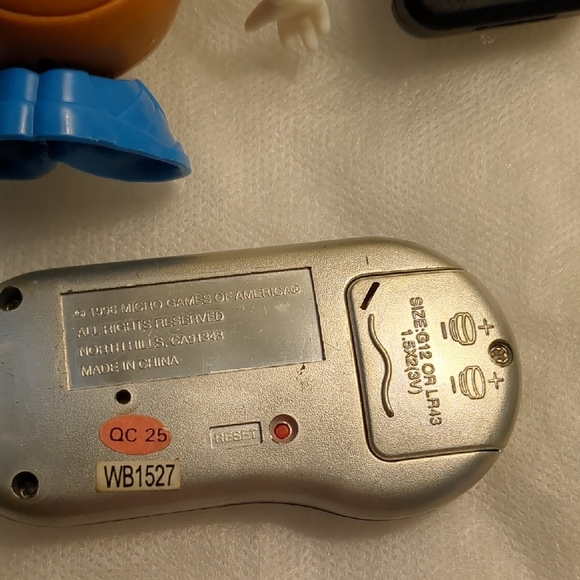 © 1998 MICRO GAMES OF AMERICA®
ALL RIGHTS RESERVED
NORTH HILLS, CA91343
MADE IN CHINA
QC 25
RESET
WB1527
SIZE:G12 OR LR43
1.5X2(3V)
+ −
+ −